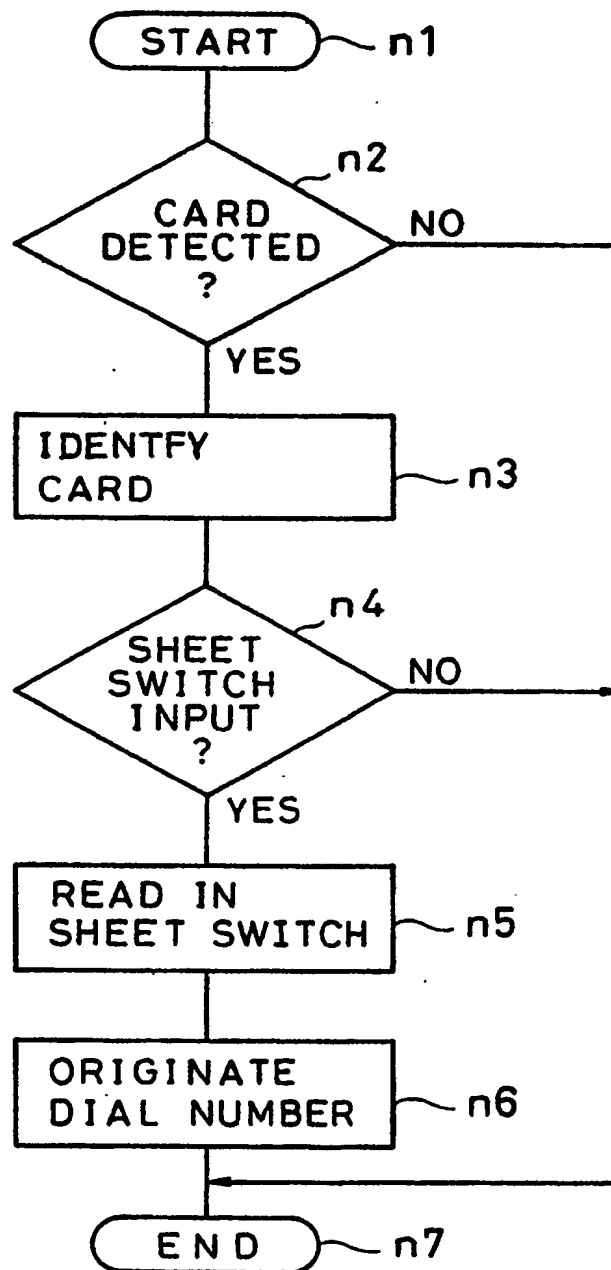 START n1
n2
CARD
DETECTED
?
NO
YES
IDENTFY
CARD
n3
n4
SHEET
SWITCH
INPUT
?
NO
YES
READ IN
SHEET SWITCH
n5
ORIGINATE
DIAL NUMBER
n6
END n7